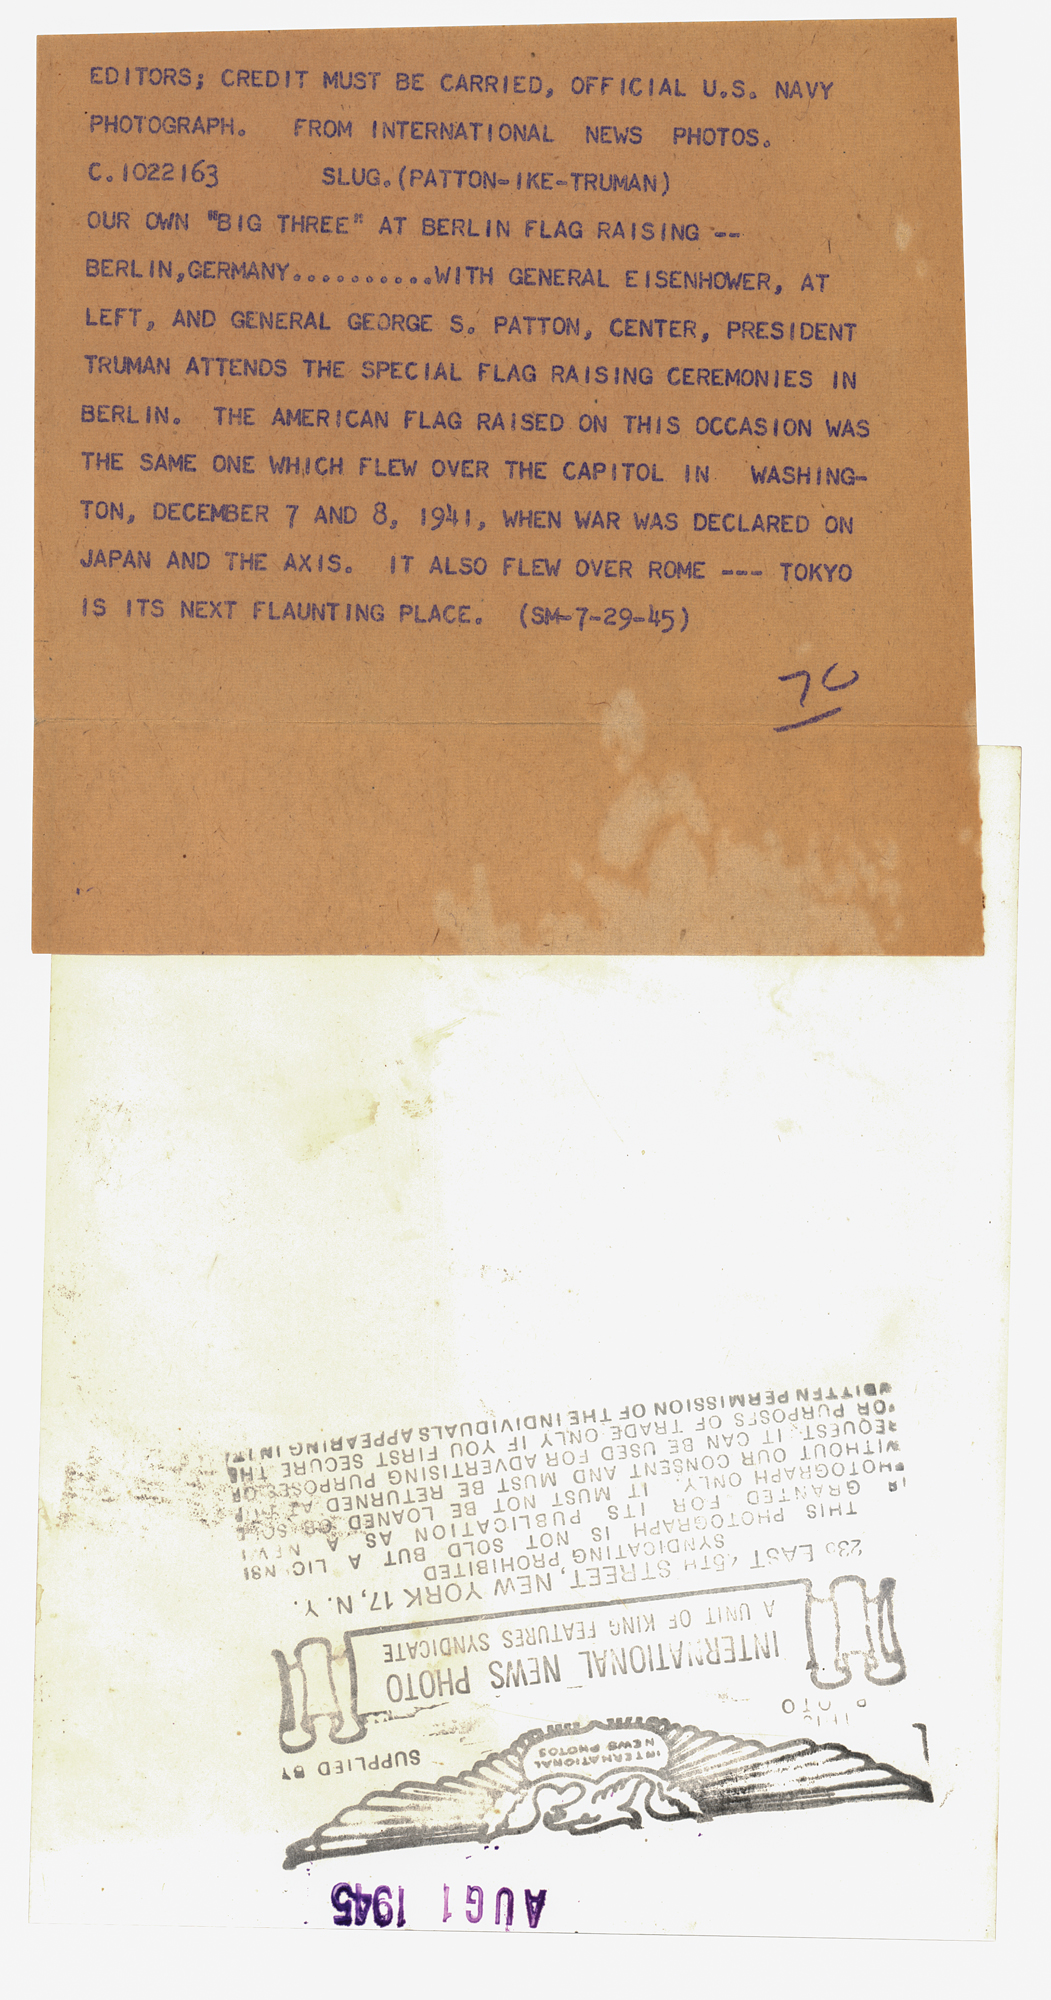 EDITORS; CREDIT MUST BE CARRIED, OFFICIAL U.S. NAVY
PHOTOGRAPH. FROM INTERNATIONAL NEWS PHOTOS.
C.1022163 SLUG.(PATTON-IKE-TRUMAN)
OUR OWN "BIG THREE" AT BERLIN FLAG RAISING --
BERLIN,GERMANY..........WITH GENERAL EISENHOWER, AT
LEFT, AND GENERAL GEORGE S. PATTON, CENTER, PRESIDENT
TRUMAN ATTENDS THE SPECIAL FLAG RAISING CEREMONIES IN
BERLIN. THE AMERICAN FLAG RAISED ON THIS OCCASION WAS
THE SAME ONE WHICH FLEW OVER THE CAPITOL IN WASHING-
TON, DECEMBER 7 AND 8, 1941, WHEN WAR WAS DECLARED ON
JAPAN AND THE AXIS. IT ALSO FLEW OVER ROME --- TOKYO
IS ITS NEXT FLAUNTING PLACE. (SM-7-29-45)
AUG 1 1945
INTERNATIONAL
NEWS PHOTOS
SUPPLIED BY
INTERNATIONAL NEWS PHOTO
A UNIT OF KING FEATURES SYNDICATE
EAST 45TH STREET, NEW YORK 17, N. Y.
SYNDICATING PROHIBITED
THIS PHOTOGRAPH IS NOT SOLD BUT A
GRANTED FOR ITS PUBLICATION AS A
PHOTOGRAPH ONLY. IT MUST NOT BE LOANED
WITHOUT OUR CONSENT AND MUST BE RETURNED
REQUEST IT CAN BE USED FOR ADVERTISING PURPOSES OR
FOR PURPOSES OF TRADE ONLY IF YOU FIRST SECURE THE
WRITTEN PERMISSION OF THE INDIVIDUALS APPEARING IN IT